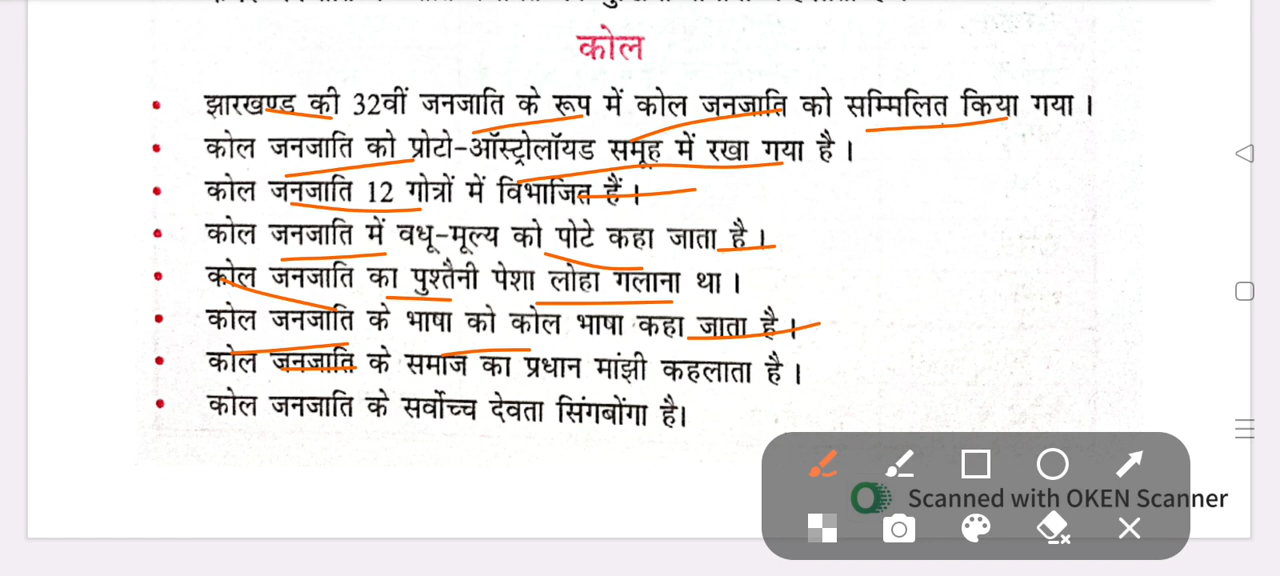 कोल
झारखण्ड की 32वीं जनजाति के रूप में कोल जनजाति को सम्मिलित किया गया ।
कोल जनजाति को प्रोटो-ऑस्ट्रोलॉयड समूह में रखा गया है ।
कोल जनजाति 12 गोत्रों में विभाजित हैं ।
कोल जनजाति में वधू-मूल्य को पोटे कहा जाता है ।
कोल जनजाति का पुश्तैनी पेशा लोहा गलाना था ।
कोल जनजाति के भाषा को कोल भाषा कहा जाता है ।
कोल जनजाति के समाज का प्रधान मांझी कहलाता है ।
कोल जनजाति के सर्वोच्च देवता सिंगबोंगा है।
Scanned with OKEN Scanner